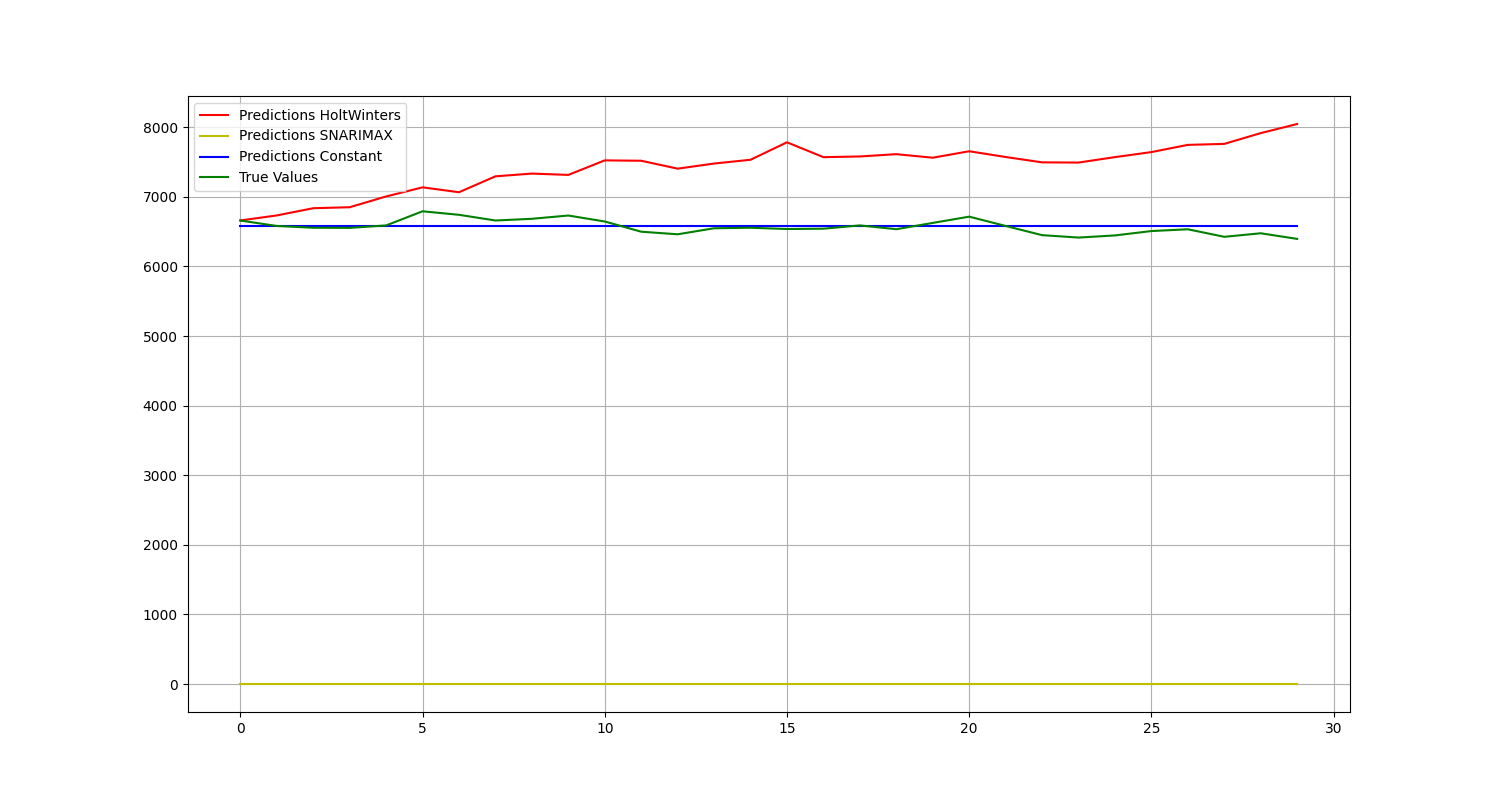 Predictions HoltWinters
Predictions SNARIMAX
Predictions Constant
True Values
8000
7000
6000
5000
4000
3000
2000
1000
0
0 5 10 15 20 25 30